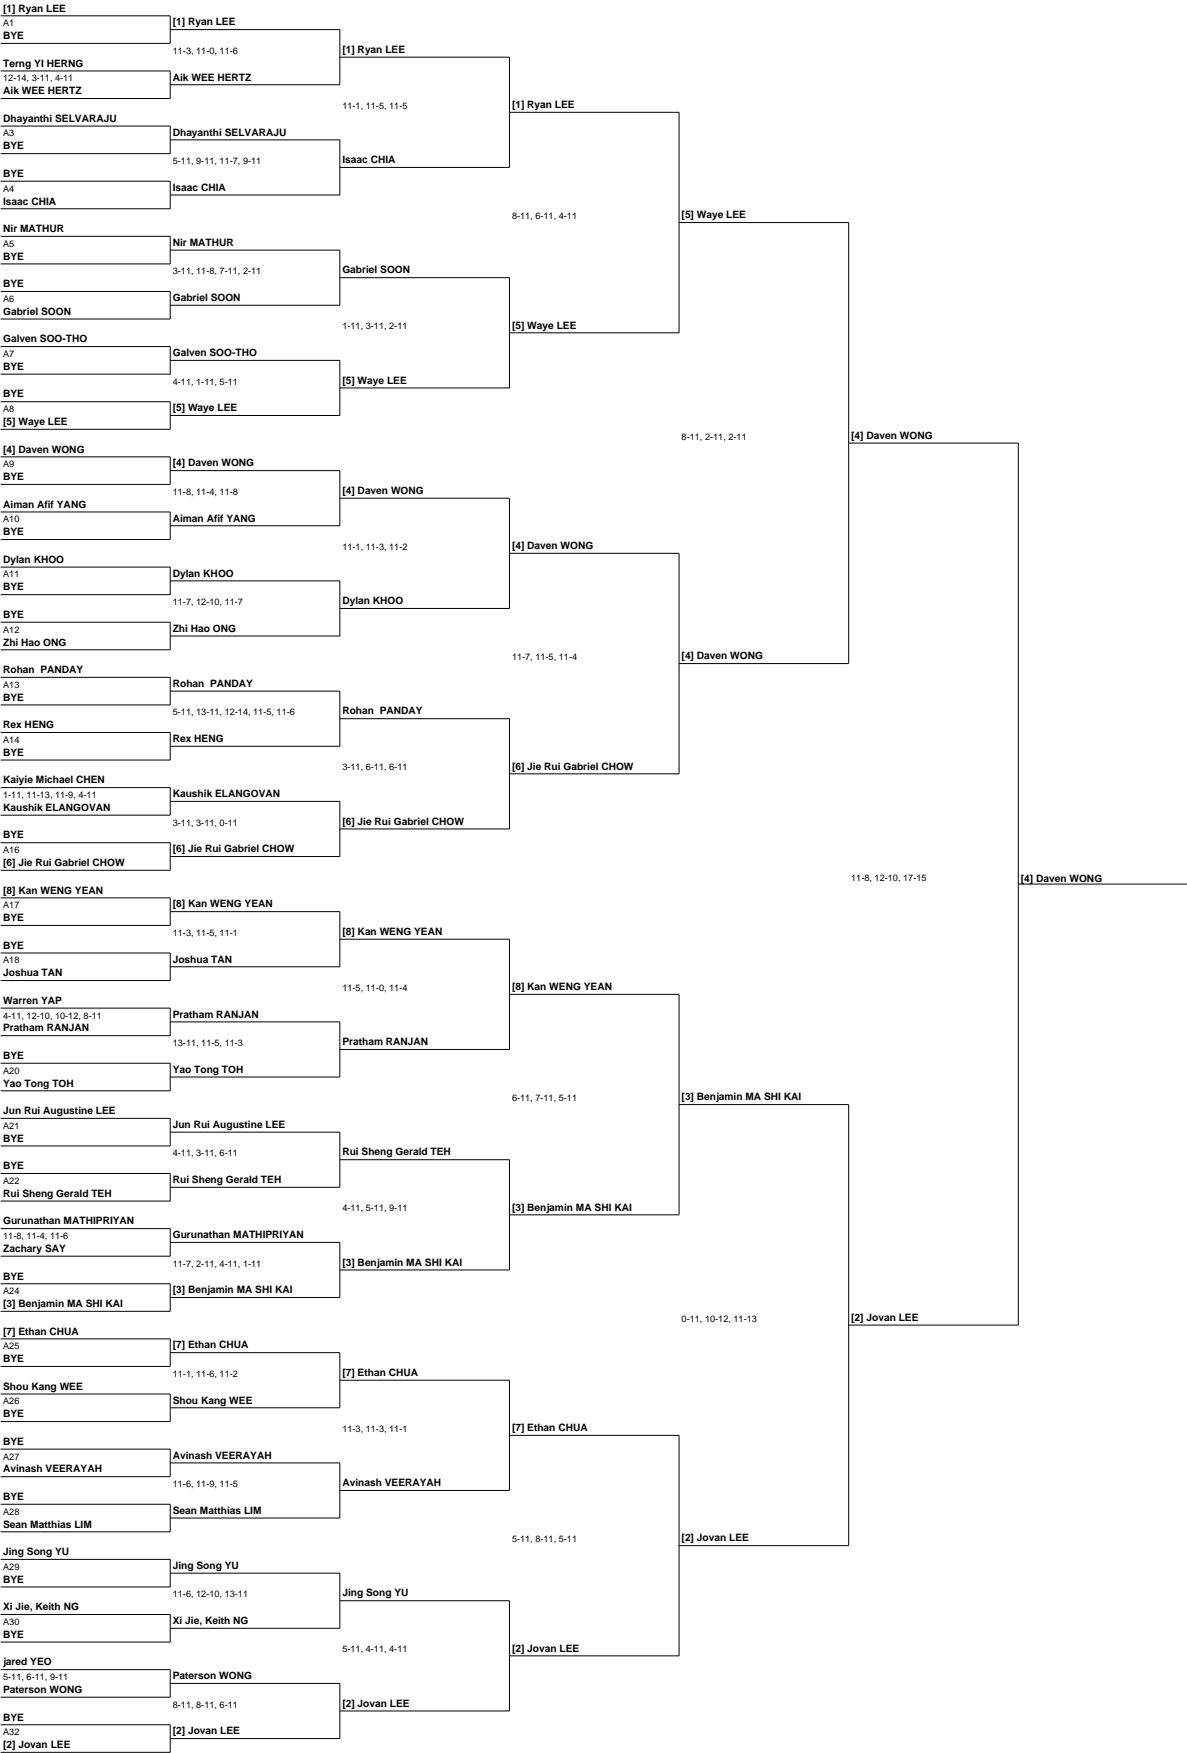 [1] Ryan LEE
A1
BYE
Terng YI HERNG
12-14, 3-11, 4-11
Aik WEE HERTZ
Dhayanthi SELVARAJU
A3
BYE
BYE
A4
Isaac CHIA
Nir MATHUR
A5
BYE
BYE
A6
Gabriel SOON
Galven SOO-THO
A7
BYE
BYE
A8
[5] Waye LEE
[4] Daven WONG
A9
BYE
Aiman Afif YANG
A10
BYE
Dylan KHOO
A11
BYE
BYE
A12
Zhi Hao ONG
Rohan  PANDAY
A13
BYE
Rex HENG
A14
BYE
Kaiyie Michael CHEN
1-11, 11-13, 11-9, 4-11
Kaushik ELANGOVAN
BYE
A16
[6] Jie Rui Gabriel CHOW
[8] Kan WENG YEAN
A17
BYE
BYE
A18
Joshua TAN
Warren YAP
4-11, 12-10, 10-12, 8-11
Pratham RANJAN
BYE
A20
Yao Tong TOH
Jun Rui Augustine LEE
A21
BYE
BYE
A22
Rui Sheng Gerald TEH
Gurunathan MATHIPRIYAN
11-8, 11-4, 11-6
Zachary SAY
BYE
A24
[3] Benjamin MA SHI KAI
[7] Ethan CHUA
A25
BYE
Shou Kang WEE
A26
BYE
BYE
A27
Avinash VEERAYAH
BYE
A28
Sean Matthias LIM
Jing Song YU
A29
BYE
Xi Jie, Keith NG
A30
BYE
jared YEO
5-11, 6-11, 9-11
Paterson WONG
BYE
A32
[2] Jovan LEE
[1] Ryan LEE
11-3, 11-0, 11-6
Aik WEE HERTZ
Dhayanthi SELVARAJU
5-11, 9-11, 11-7, 9-11
Isaac CHIA
Nir MATHUR
3-11, 11-8, 7-11, 2-11
Gabriel SOON
Galven SOO-THO
4-11, 1-11, 5-11
[5] Waye LEE
[4] Daven WONG
11-8, 11-4, 11-8
Aiman Afif YANG
Dylan KHOO
11-7, 12-10, 11-7
Zhi Hao ONG
Rohan  PANDAY
5-11, 13-11, 12-14, 11-5, 11-6
Rex HENG
Kaushik ELANGOVAN
3-11, 3-11, 0-11
[6] Jie Rui Gabriel CHOW
[8] Kan WENG YEAN
11-3, 11-5, 11-1
Joshua TAN
Pratham RANJAN
13-11, 11-5, 11-3
Yao Tong TOH
Jun Rui Augustine LEE
4-11, 3-11, 6-11
Rui Sheng Gerald TEH
Gurunathan MATHIPRIYAN
11-7, 2-11, 4-11, 1-11
[3] Benjamin MA SHI KAI
[7] Ethan CHUA
11-1, 11-6, 11-2
Shou Kang WEE
Avinash VEERAYAH
11-6, 11-9, 11-5
Sean Matthias LIM
Jing Song YU
11-6, 12-10, 13-11
Xi Jie, Keith NG
Paterson WONG
8-11, 8-11, 6-11
[2] Jovan LEE
[1] Ryan LEE
11-1, 11-5, 11-5
Isaac CHIA
Gabriel SOON
1-11, 3-11, 2-11
[5] Waye LEE
[4] Daven WONG
11-1, 11-3, 11-2
Dylan KHOO
Rohan  PANDAY
3-11, 6-11, 6-11
[6] Jie Rui Gabriel CHOW
[8] Kan WENG YEAN
11-5, 11-0, 11-4
Pratham RANJAN
Rui Sheng Gerald TEH
4-11, 5-11, 9-11
[3] Benjamin MA SHI KAI
[7] Ethan CHUA
11-3, 11-3, 11-1
Avinash VEERAYAH
Jing Song YU
5-11, 4-11, 4-11
[2] Jovan LEE
[1] Ryan LEE
8-11, 6-11, 4-11
[5] Waye LEE
[4] Daven WONG
11-7, 11-5, 11-4
[6] Jie Rui Gabriel CHOW
[8] Kan WENG YEAN
6-11, 7-11, 5-11
[3] Benjamin MA SHI KAI
[7] Ethan CHUA
5-11, 8-11, 5-11
[2] Jovan LEE
[5] Waye LEE
8-11, 2-11, 2-11
[4] Daven WONG
[3] Benjamin MA SHI KAI
0-11, 10-12, 11-13
[2] Jovan LEE
[4] Daven WONG
11-8, 12-10, 17-15
[2] Jovan LEE
[4] Daven WONG